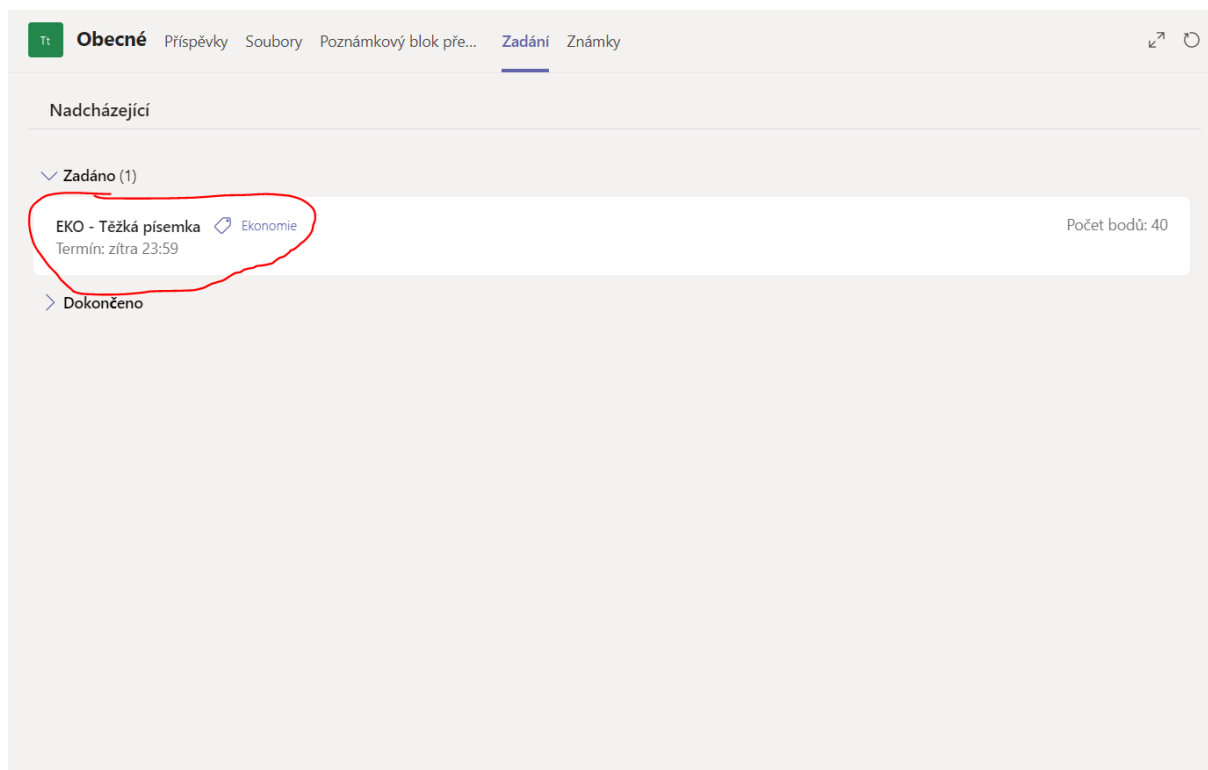 Tt Obecné Příspěvky Soubory Poznámkový blok pře... Zadání Známky
Nadcházející
Zadáno (1)
EKO - Těžká písemka Ekonomie Počet bodů: 40
Termín: zítra 23:59
Dokončeno